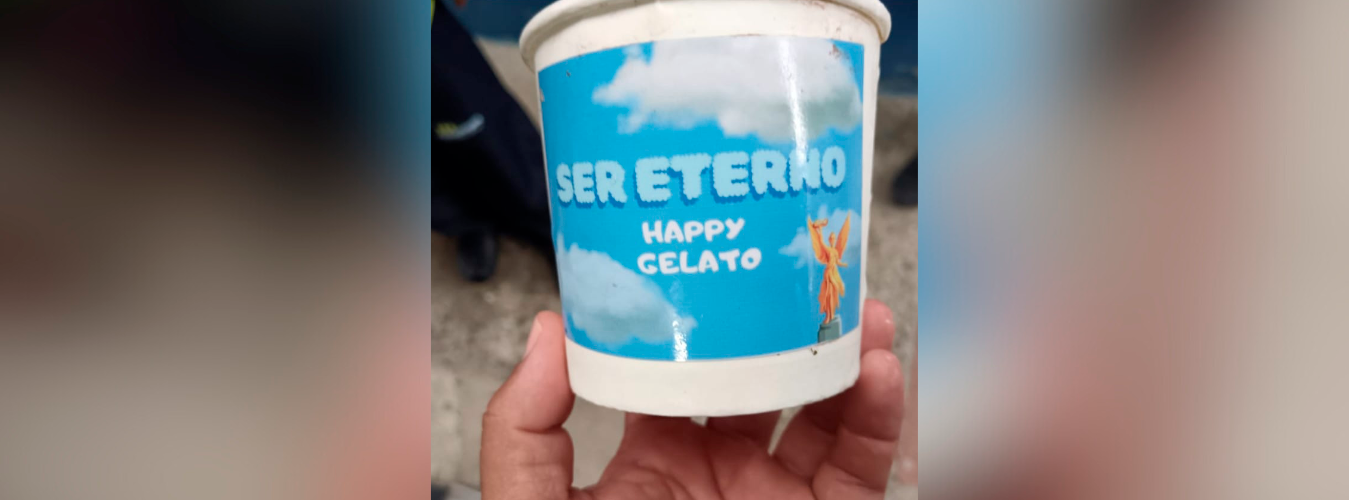 SER ETERNO
HAPPY
GELATO